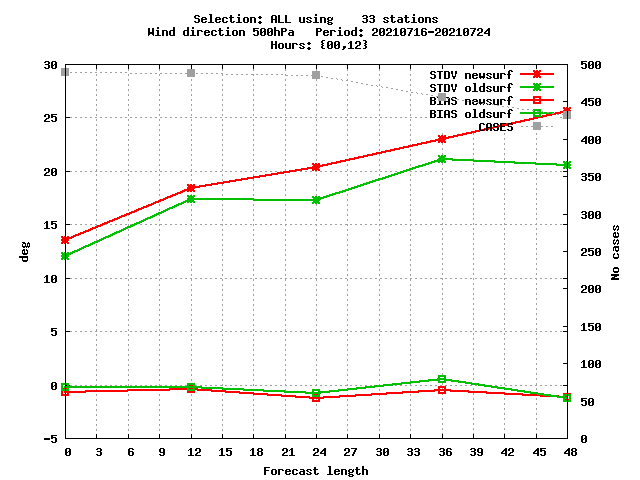 Selection: ALL using    33 stations
Wind direction 500hPa   Period: 20210716-20210724
Hours: {00,12}
30 500
STDV newsurf
STDV oldsurf
BIAS newsurf
BIAS oldsurf
CASES
450
25
400
20
350
300
15
250
10
200
150
5
100
0
50
-5 0
deg
No cases
0 3 6 9 12 15 18 21 24 27 30 33 36 39 42 45 48
Forecast length